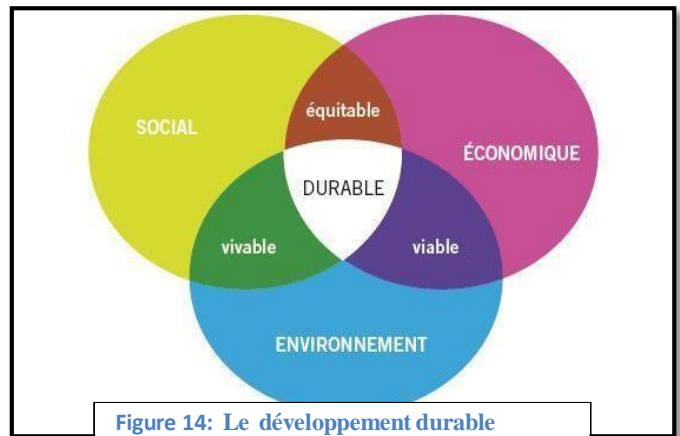 équitable
SOCIAL
ÉCONOMIQUE
DURABLE
vivable
viable
ENVIRONNEMENT
Figure 14: Le développement durable